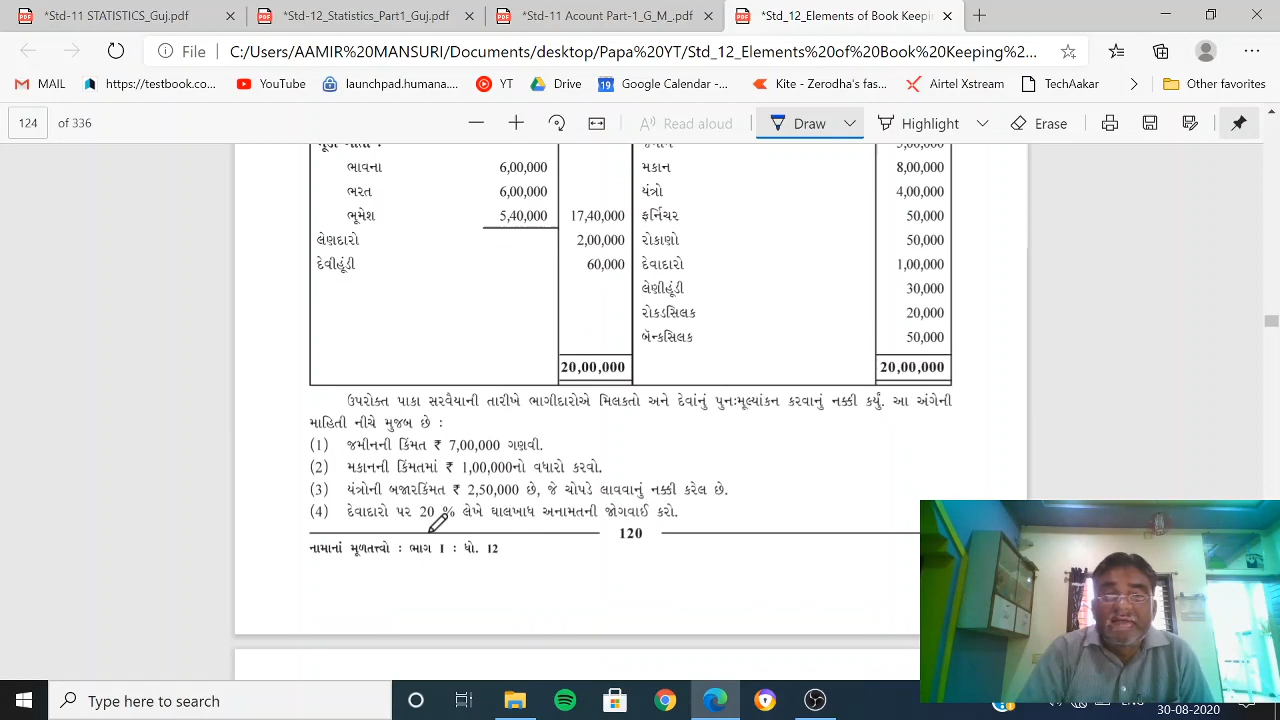 *Std-11 STATISTICS_Guj.pdf
*Std-12_Statistics_Part_Guj.pdf
*Std-11 Acount Part-1_G_M_.pdf
*Std_12_Elements of Book Keepi
File
C:/Users/AAMIR%20MANSURI/Documents/desktop/Papa%20YT/Std_12_Elements%20of%20Book%20Keeping%2...
MAIL
https://testbook.co...
YouTube
launchpad.humana....
YT
Drive
Google Calendar -...
Kite - Zerodha's fas...
Airtel Xstream
TechAakar
Other favorites
124 of 336
Read aloud
Draw
Highlight
Erase
ભાવના 6,00,000 મકાન 8,00,000
ભરત 6,00,000 યંત્રો 4,00,000
ભૂમેશ 5,40,000 17,40,000 ફર્નિચર 50,000
લેણદારો 2,00,000 રોકાણો 50,000
દેવીહૂંડી 60,000 દેવાદારો 1,00,000
લેણીહૂંડી 30,000
રોકડસિલક 20,000
બૅન્કસિલક 50,000
20,00,000 20,00,000
ઉપરોક્ત પાકા સરવૈયાની તારીખે ભાગીદારોએ મિલકતો અને દેવાંનું પુનઃમૂલ્યાંકન કરવાનું નક્કી કર્યું. આ અંગેની
માહિતી નીચે મુજબ છે :
(1) જમીનની કિંમત ₹ 7,00,000 ગણવી.
(2) મકાનની કિંમતમાં ₹ 1,00,000નો વધારો કરવો.
(3) યંત્રોની બજારકિંમત ₹ 2,50,000 છે, જે ચોપડે લાવવાનું નક્કી કરેલ છે.
(4) દેવાદારો પર 20 % લેખે ઘાલખાધ અનામતની જોગવાઈ કરો.
120
નામાનાં મૂળતત્ત્વો : ભાગ I : ધો. 12
Type here to search
ENG
30-08-2020